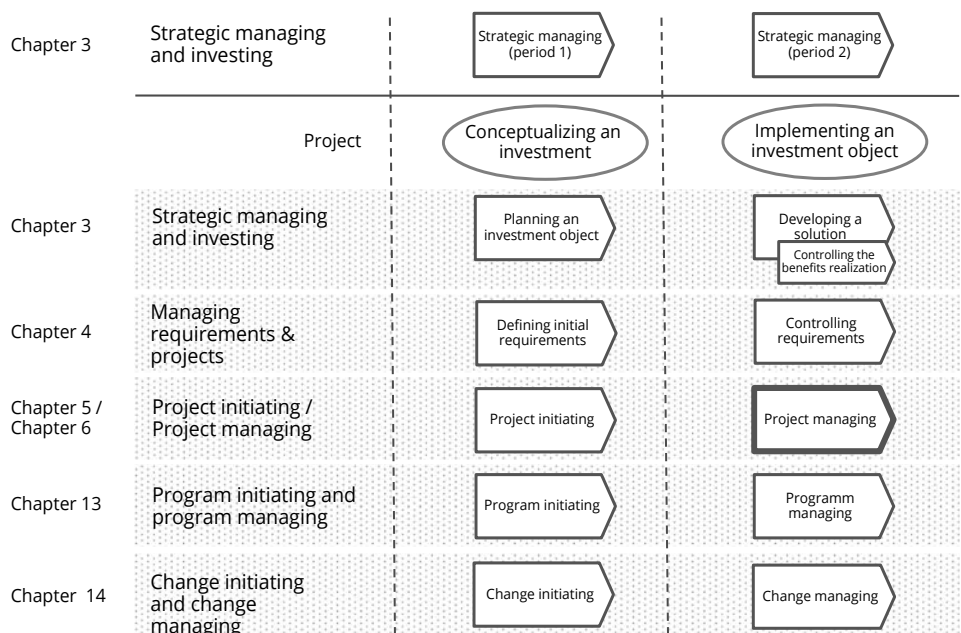 Chapter 3
Strategic managing
and investing
Strategic managing
(period 1)
Strategic managing
(period 2)
Project
Conceptualizing an
investment
Implementing an
investment object
Chapter 3
Strategic managing
and investing
Planning an
investment object
Developing a
solution
Controlling the
benefits realization
Chapter 4
Managing
requirements &
projects
Defining initial
requirements
Controlling
requirements
Chapter 5 /
Chapter 6
Project initiating /
Project managing
Project initiating
Project managing
Chapter 13
Program initiating and
program managing
Program initiating
Programm
managing
Chapter 14
Change initiating
and change
managing
Change initiating
Change managing